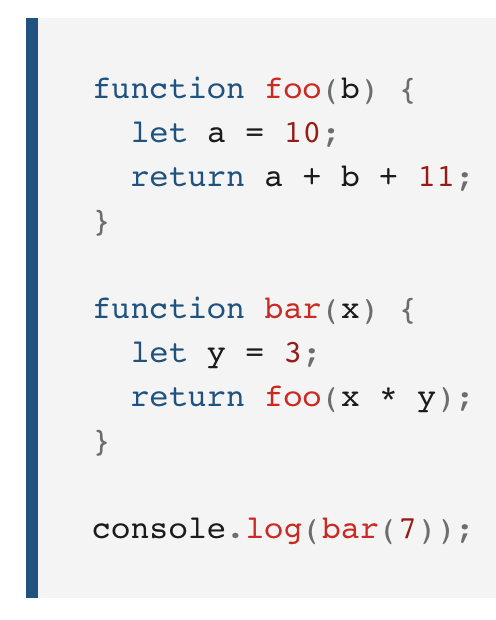 function foo(b) {
  let a = 10;
  return a + b + 11;
}

function bar(x) {
  let y = 3;
  return foo(x * y);
}

console.log(bar(7));